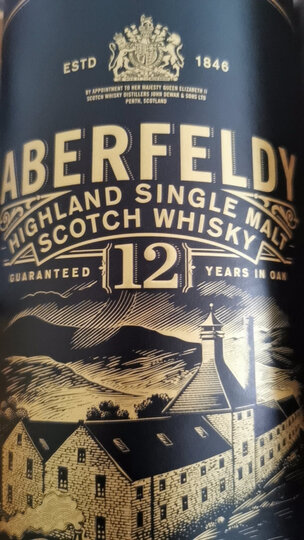 ESTD 1846
BY APPOINTMENT TO HER MAJESTY QUEEN ELIZABETH II
SCOTCH WHISKY DISTILLERS JOHN DEWAR & SONS LTD
PERTH, SCOTLAND
ABERFELDY
HIGHLAND SINGLE MALT
SCOTCH WHISKY
GUARANTEED 12 YEARS IN OAK